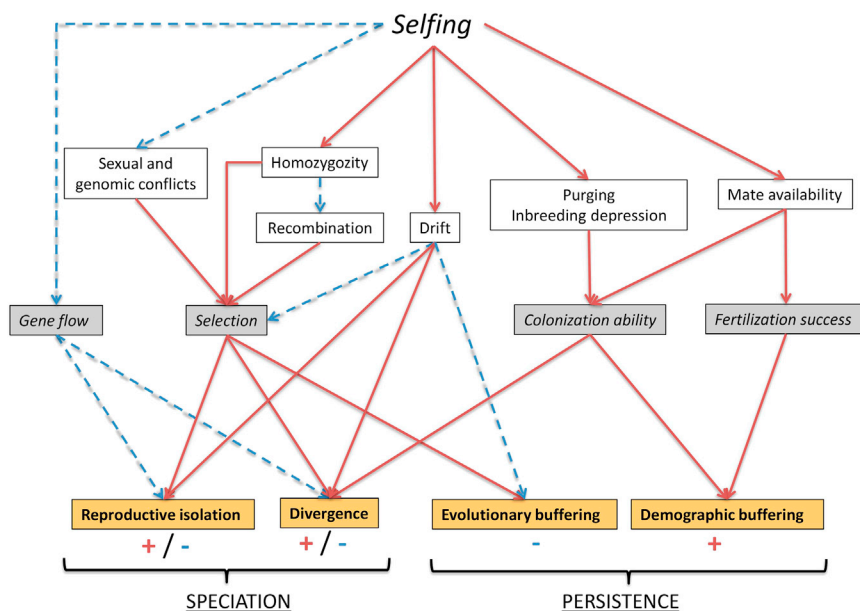 Selfing
Sexual and
genomic conflicts
Homozygozity
Purging
Inbreeding depression
Mate availability
Recombination
Drift
Gene flow
Selection
Colonization ability
Fertilization success
Reproductive isolation
Divergence
Evolutionary buffering
Demographic buffering
+ / -
+ / -
-
+
SPECIATION
PERSISTENCE